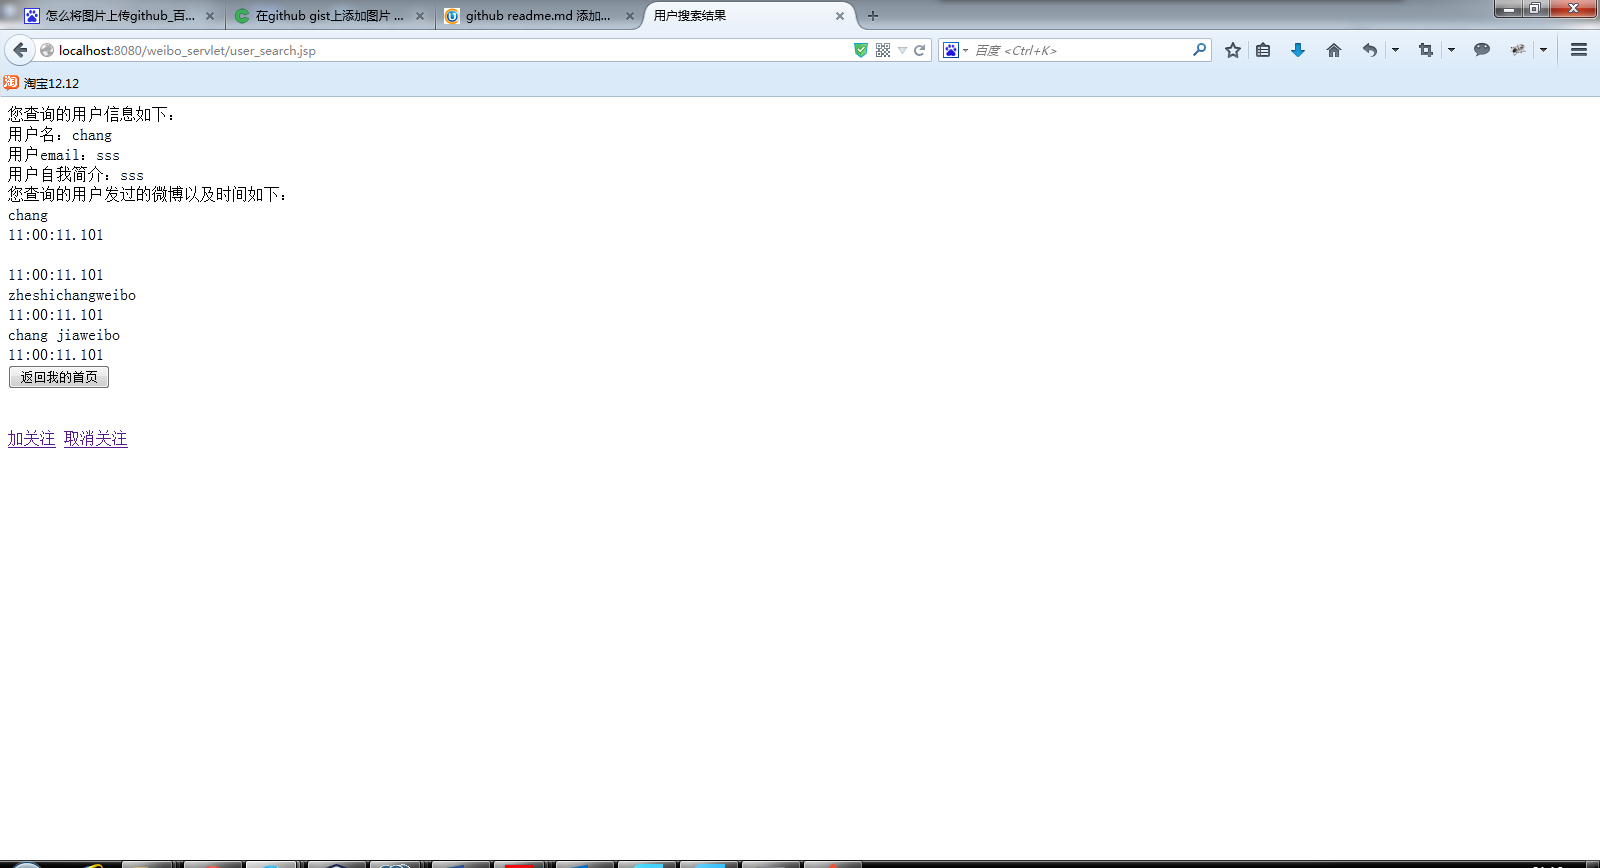 怎么将图片上传github_百...
在github gist上添加图片 ...
github readme.md 添加...
用户搜索结果
localhost:8080/weibo_servlet/user_search.jsp
百度 <Ctrl+K>
淘 淘宝12.12
您查询的用户信息如下：
用户名：chang
用户email：sss
用户自我简介：sss
您查询的用户发过的微博以及时间如下：
chang
11:00:11.101
11:00:11.101
zheshichangweibo
11:00:11.101
chang jiaweibo
11:00:11.101
返回我的首页
加关注 取消关注